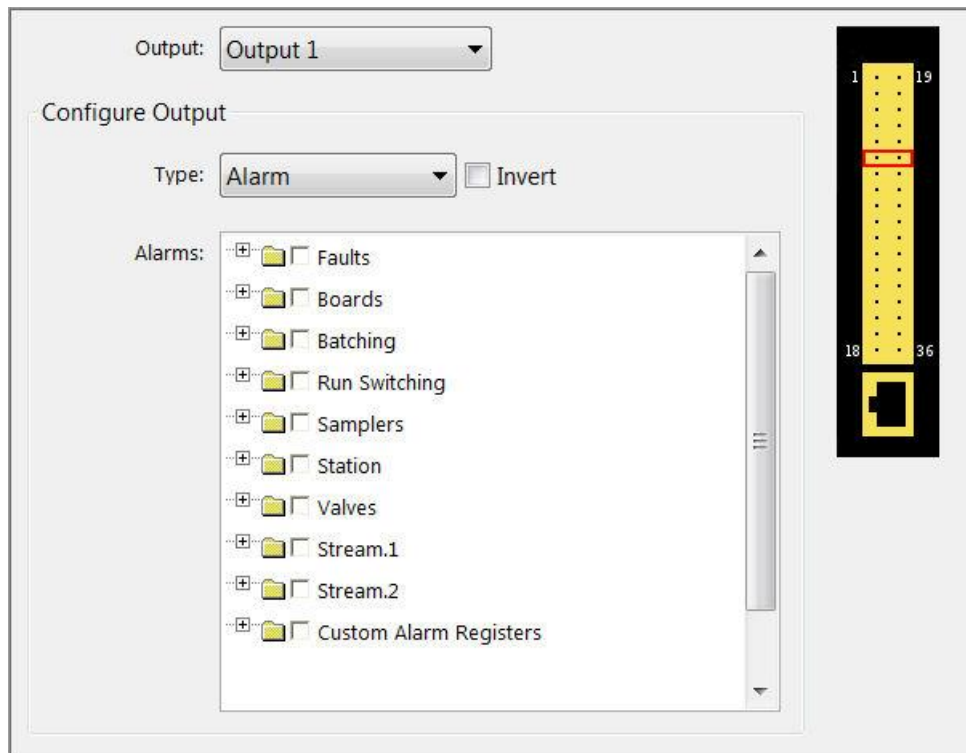 Output: Output 1
Configure Output
Type: Alarm Invert
Alarms: Faults
Boards
Batching
Run Switching
Samplers
Station
Valves
Stream.1
Stream.2
Custom Alarm Registers
1 19
18 36